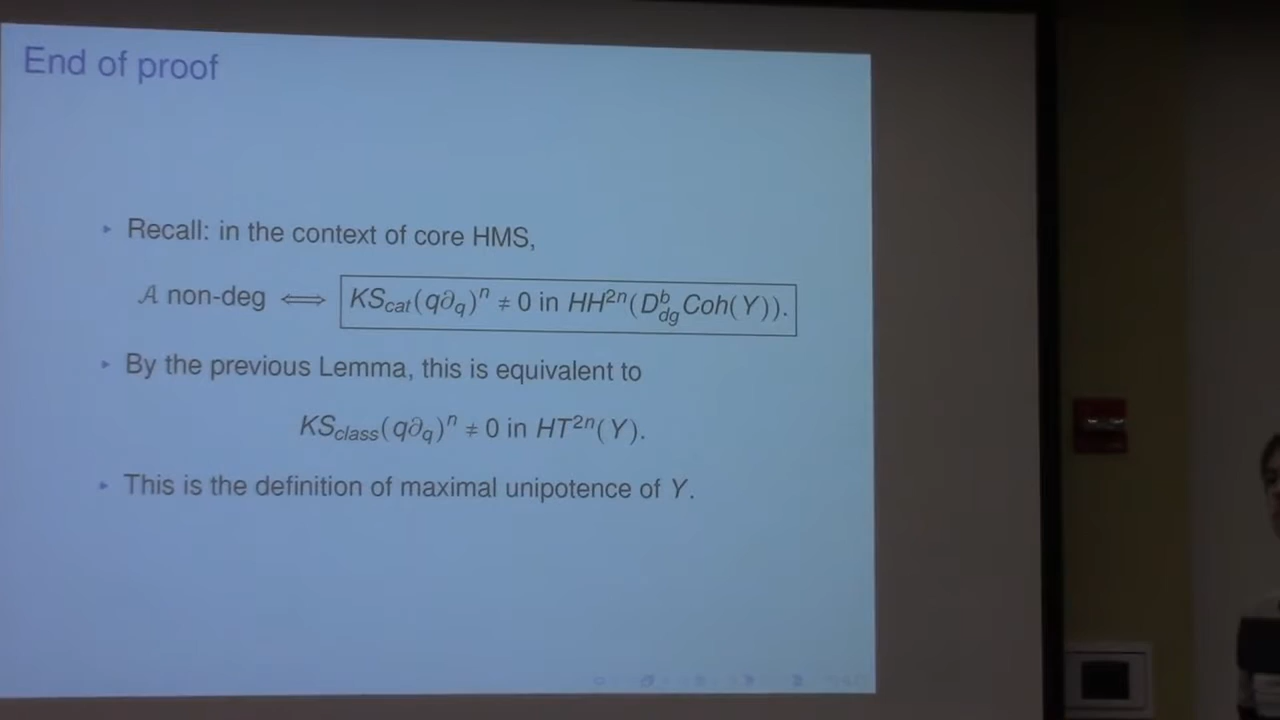 End of proof
▸ Recall: in the context of core HMS,
𝒜 non-deg ⟺ KS_cat(q∂_q)^n ≠ 0 in HH^{2n}(D^b_{dg}Coh(Y)).
▸ By the previous Lemma, this is equivalent to
KS_class(q∂_q)^n ≠ 0 in HT^{2n}(Y).
▸ This is the definition of maximal unipotence of Y.